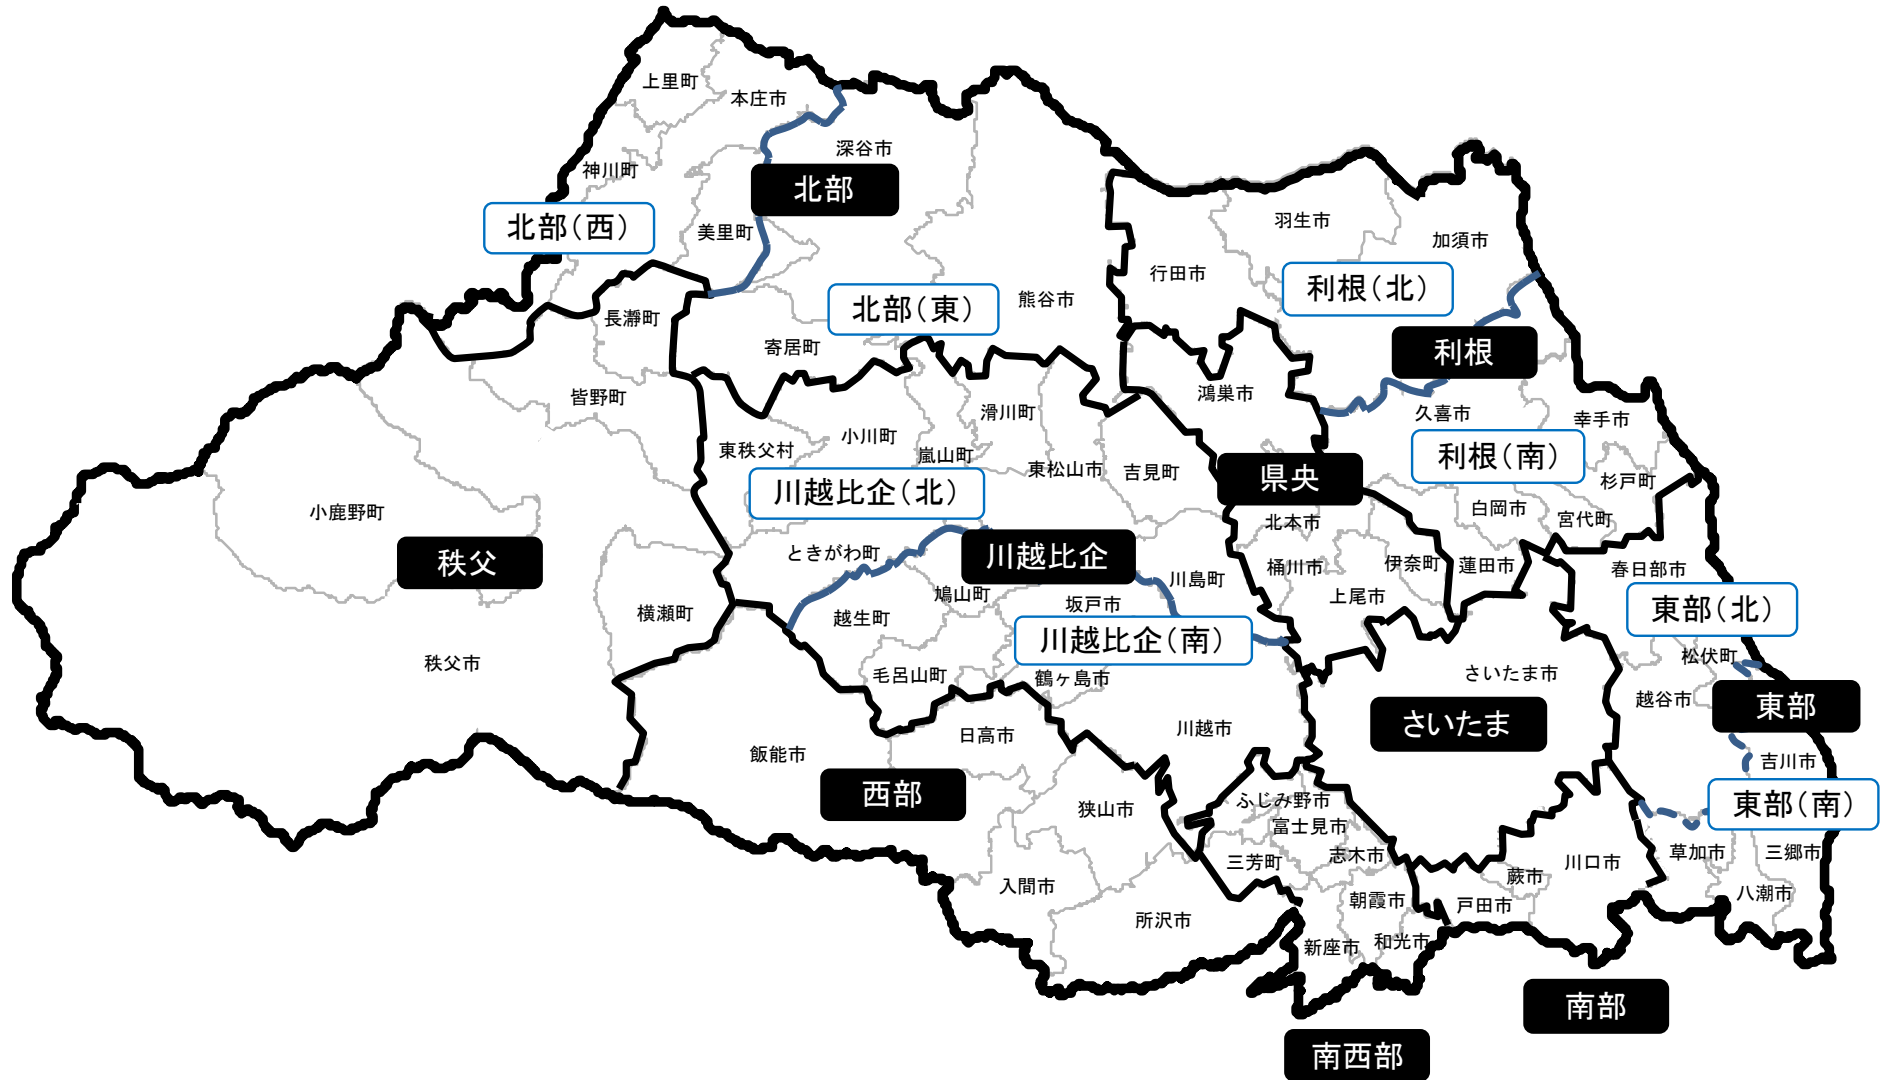 上里町
本庄市
深谷市
神川町
北部
美里町
北部（西）
羽生市
加須市
行田市
利根（北）
長瀞町
北部（東）
熊谷市
寄居町
利根
皆野町
鴻巣市
滑川町
久喜市
幸手市
東秩父村
小川町
嵐山町
東松山市
吉見町
県央
利根（南）
杉戸町
川越比企（北）
小鹿野町
北本市
白岡市
宮代町
秩父
ときがわ町
川越比企
川島町
桶川市
伊奈町
蓮田市
春日部市
横瀬町
鳩山町
坂戸市
上尾市
東部（北）
越生町
川越比企（南）
秩父市
毛呂山町
鶴ヶ島市
さいたま市
松伏町
越谷市
東部
川越市
さいたま
日高市
飯能市
吉川市
西部
狭山市
ふじみ野市
富士見市
東部（南）
三芳町
志木市
川口市
草加市
三郷市
入間市
蕨市
朝霞市
戸田市
八潮市
所沢市
新座市
和光市
南部
南西部